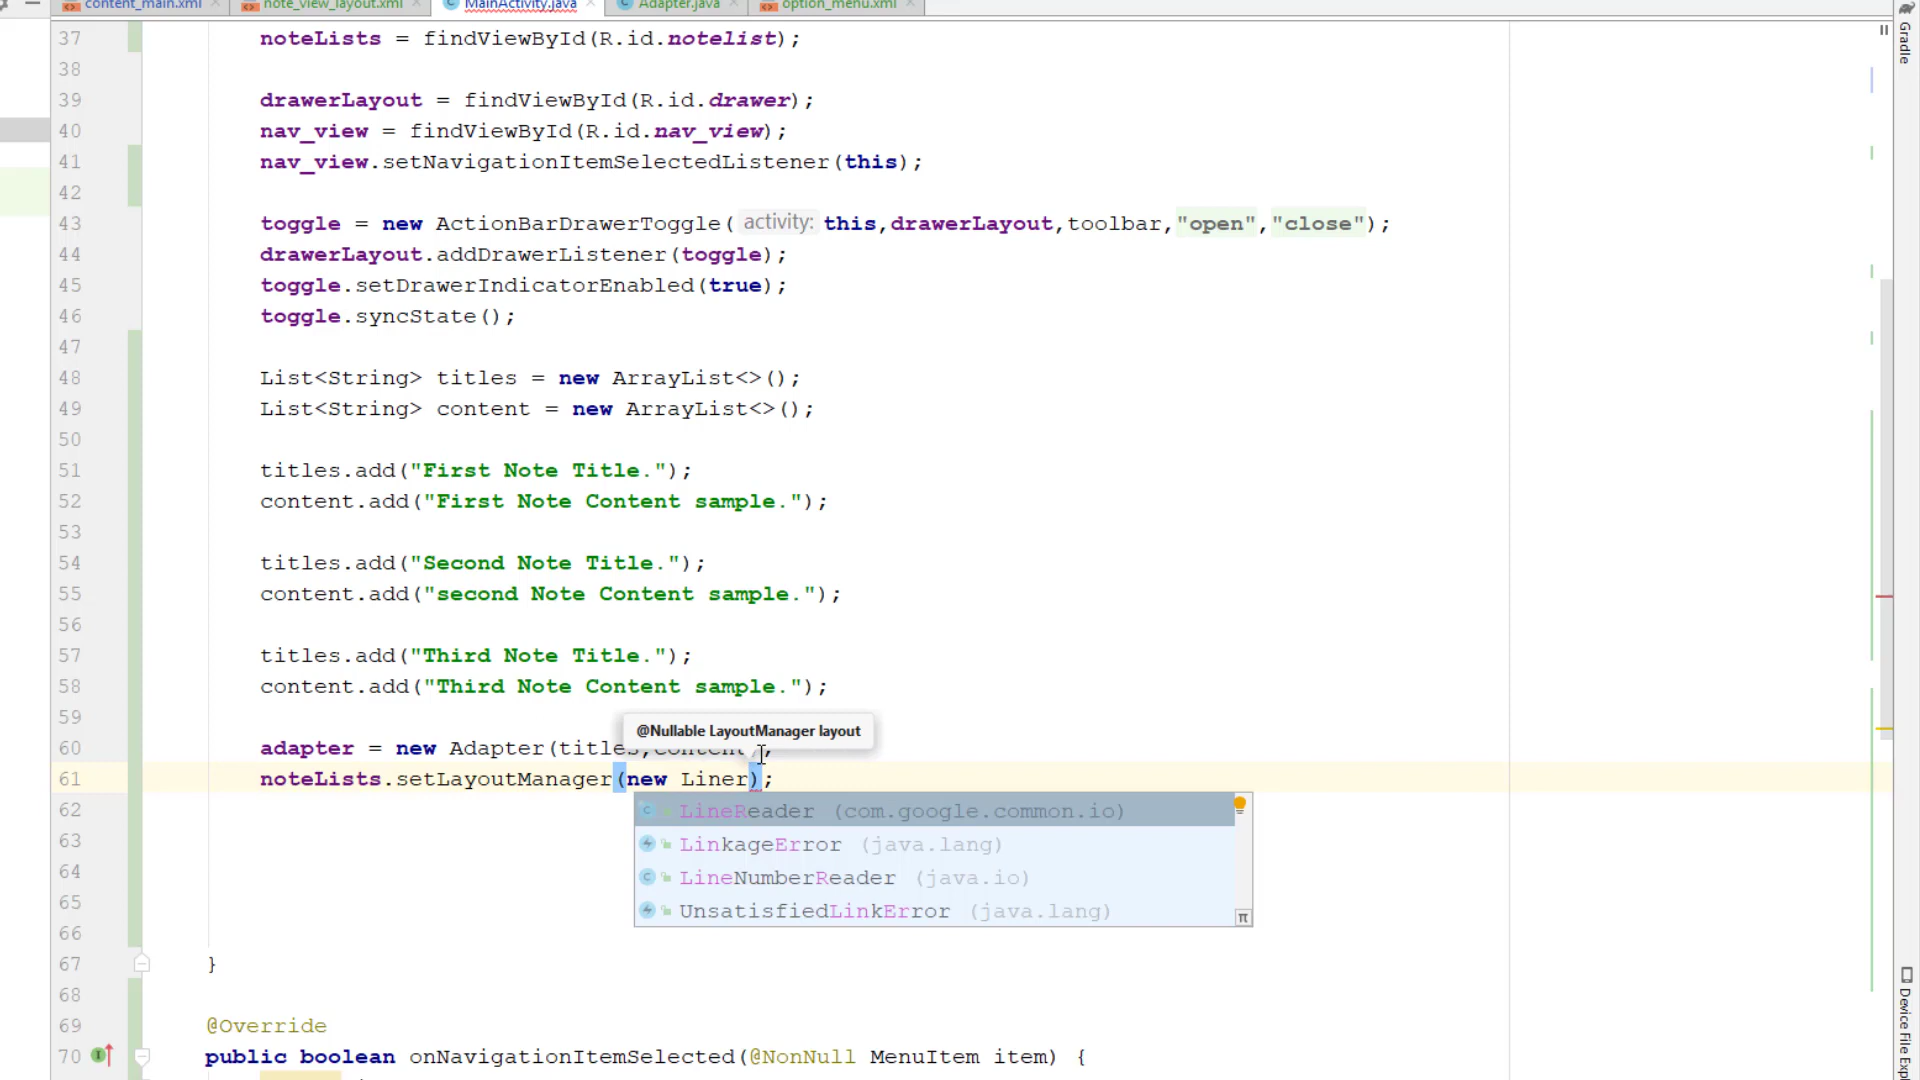 content_main.xml note_view_layout.xml MainActivity.java Adapter.java option_menu.xml
Gradle
37 noteLists = findViewById(R.id.notelist);
38
39 drawerLayout = findViewById(R.id.drawer);
40 nav_view = findViewById(R.id.nav_view);
41 nav_view.setNavigationItemSelectedListener(this);
42
43 toggle = new ActionBarDrawerToggle( activity: this,drawerLayout,toolbar,"open","close");
44 drawerLayout.addDrawerListener(toggle);
45 toggle.setDrawerIndicatorEnabled(true);
46 toggle.syncState();
47
48 List<String> titles = new ArrayList<>();
49 List<String> content = new ArrayList<>();
50
51 titles.add("First Note Title.");
52 content.add("First Note Content sample.");
53
54 titles.add("Second Note Title.");
55 content.add("second Note Content sample.");
56
57 titles.add("Third Note Title.");
58 content.add("Third Note Content sample.");
59
@Nullable LayoutManager layout
60 adapter = new Adapter(titles,content;
61 noteLists.setLayoutManager(new Liner);
62
LineReader (com.google.common.io)
63
LinkageError (java.lang)
64
LineNumberReader (java.io)
65
UnsatisfiedLinkError (java.lang)
π
66
67 }
68
69 @Override
70 public boolean onNavigationItemSelected(@NonNull MenuItem item) {
Device File Expl